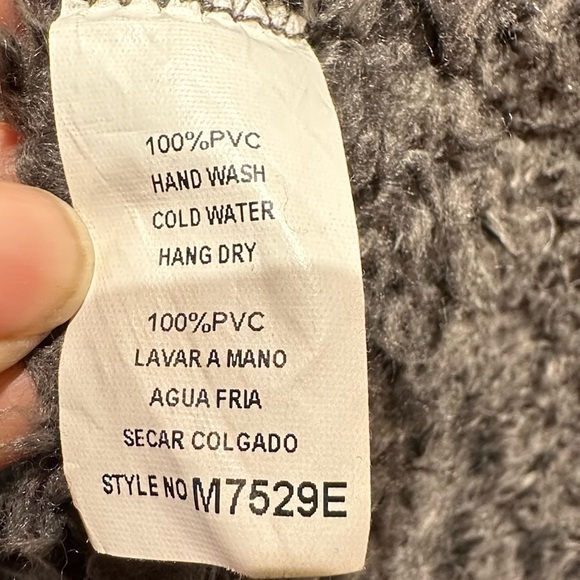 100%PVC
HAND WASH
COLD WATER
HANG DRY
100%PVC
LAVAR A MANO
AGUA FRIA
SECAR COLGADO
STYLE NO M7529E